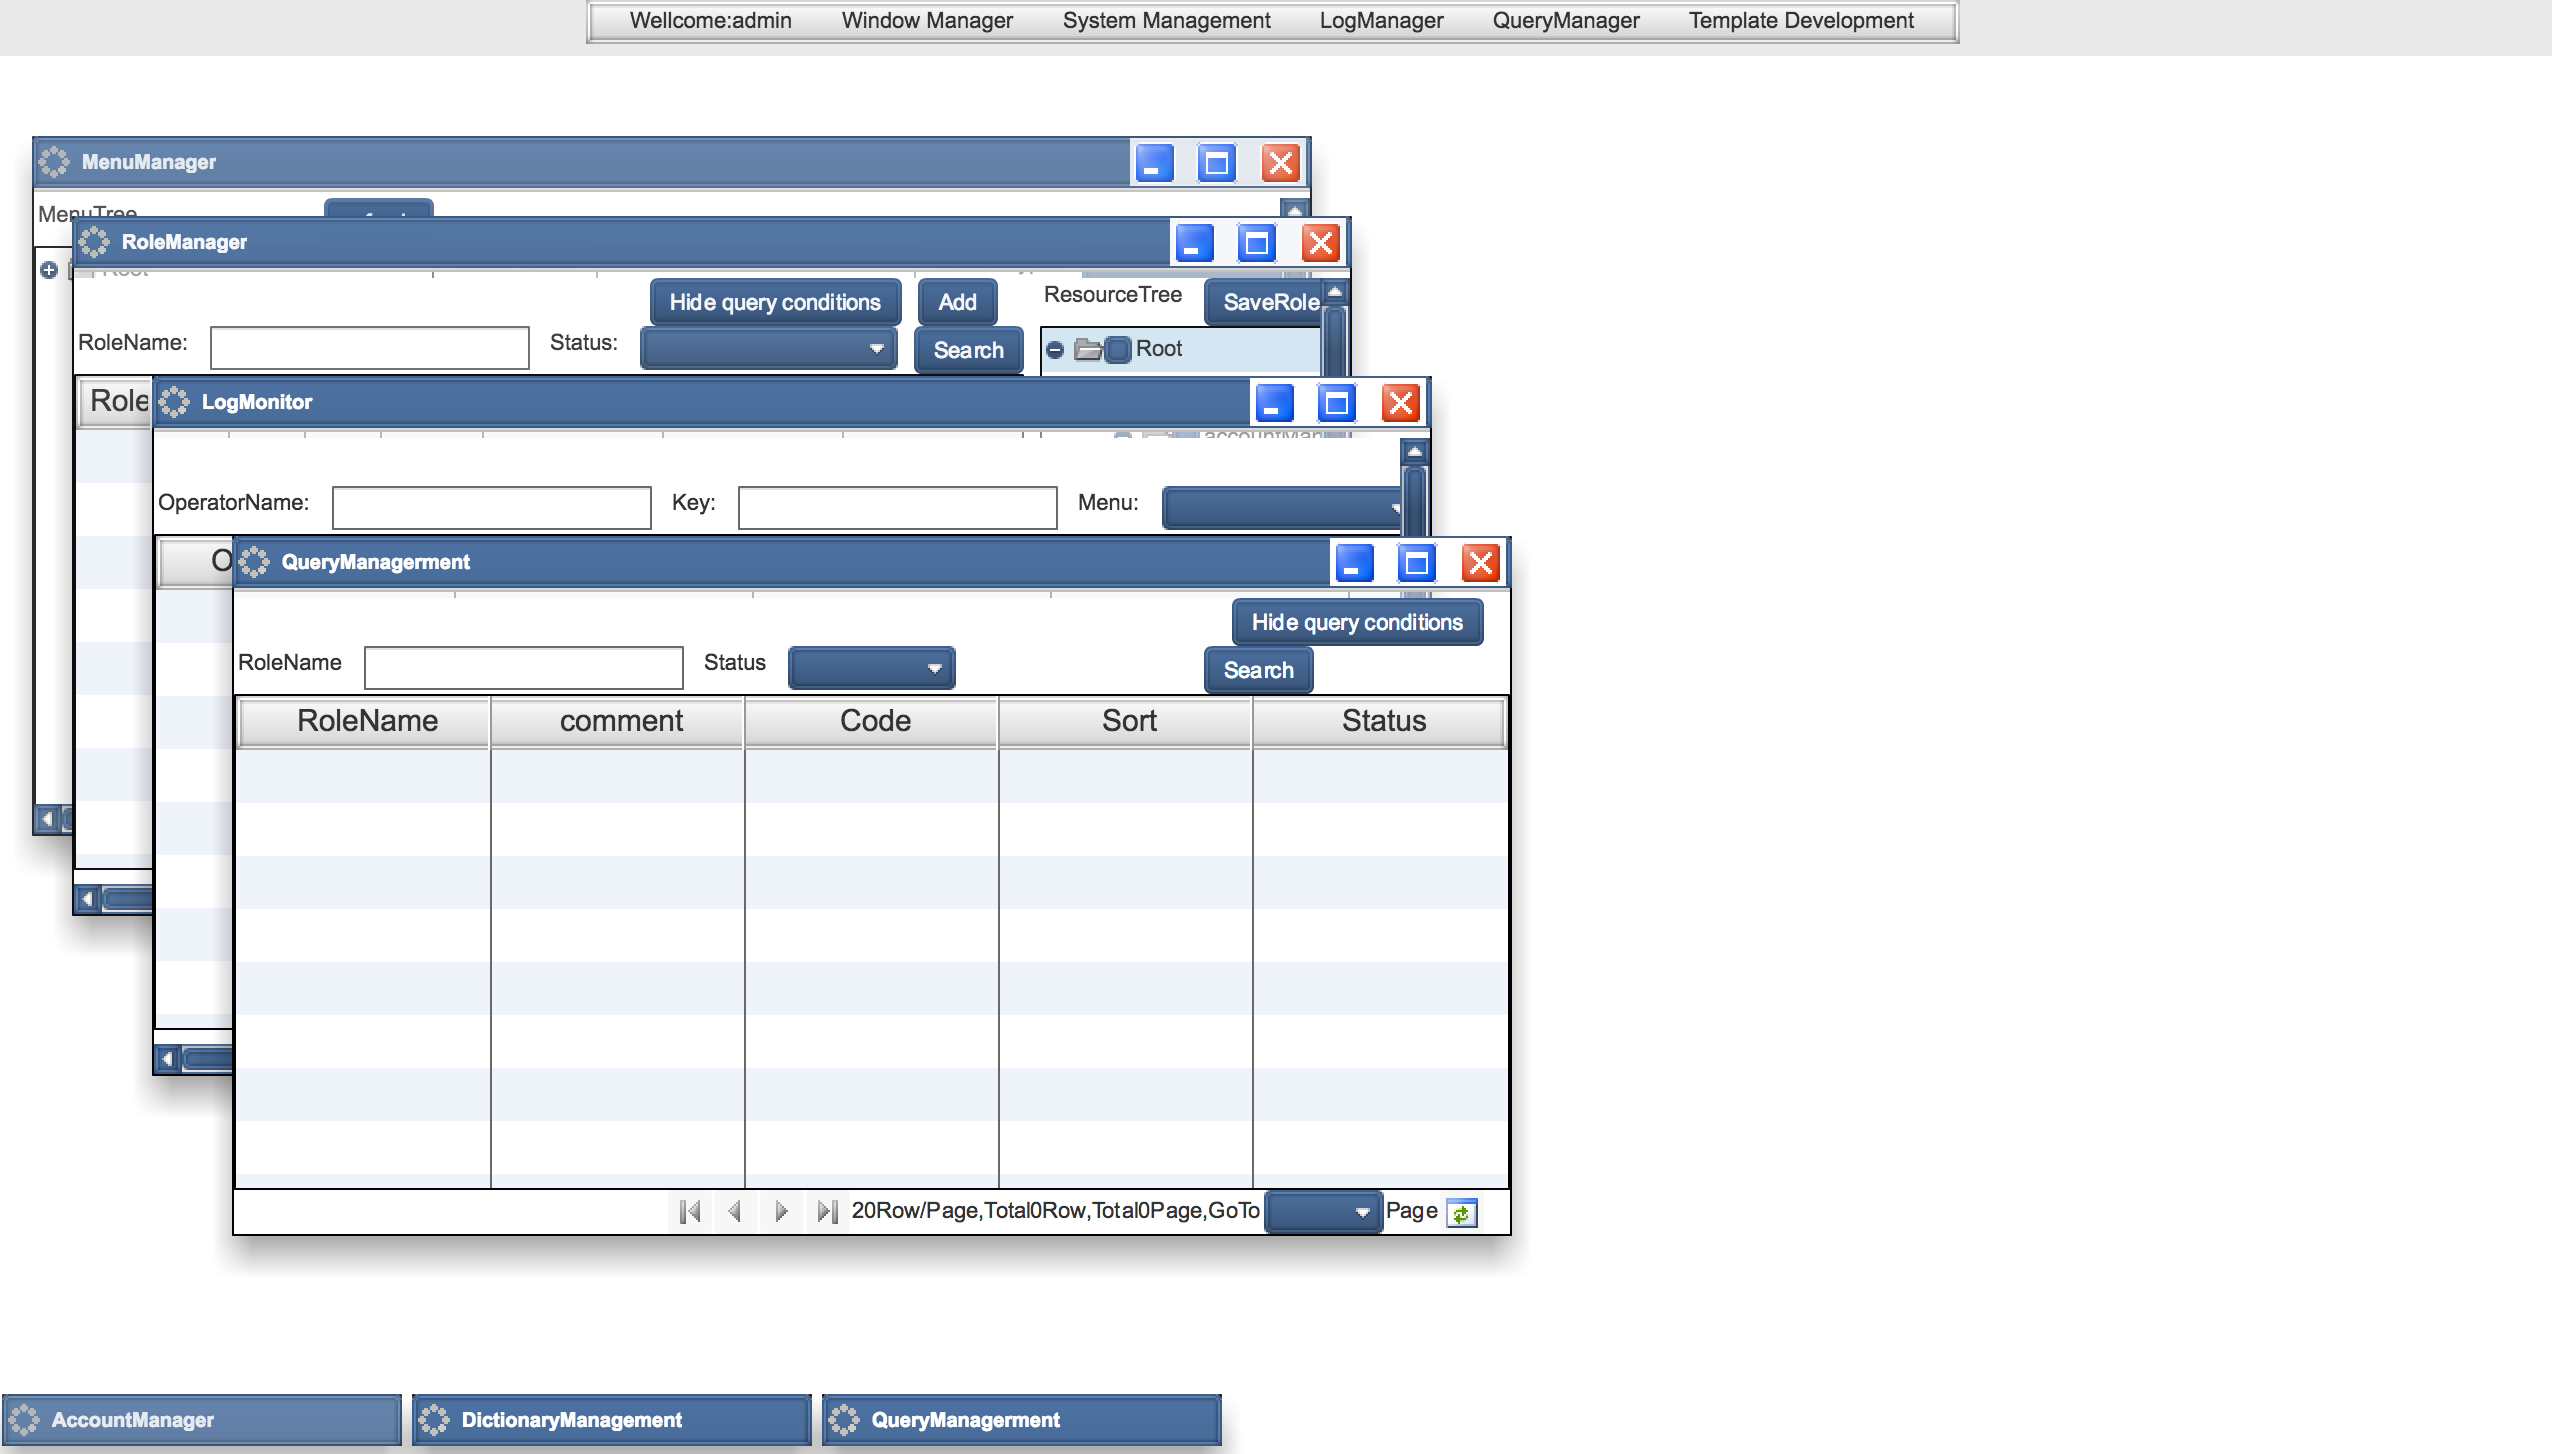 Wellcome:admin Window Manager System Management LogManager QueryManager Template Development
MenuManager
MenuTree
RoleManager
Root
Hide query conditions Add ResourceTree SaveRole
RoleName: Status: Search Root
Role
LogMonitor
accountMan
OperatorName: Key: Menu:
O
QueryManagerment
Hide query conditions
RoleName Status Search
RoleName comment Code Sort Status
20Row/Page,Total0Row,Total0Page,GoTo Page
AccountManager DictionaryManagement QueryManagerment